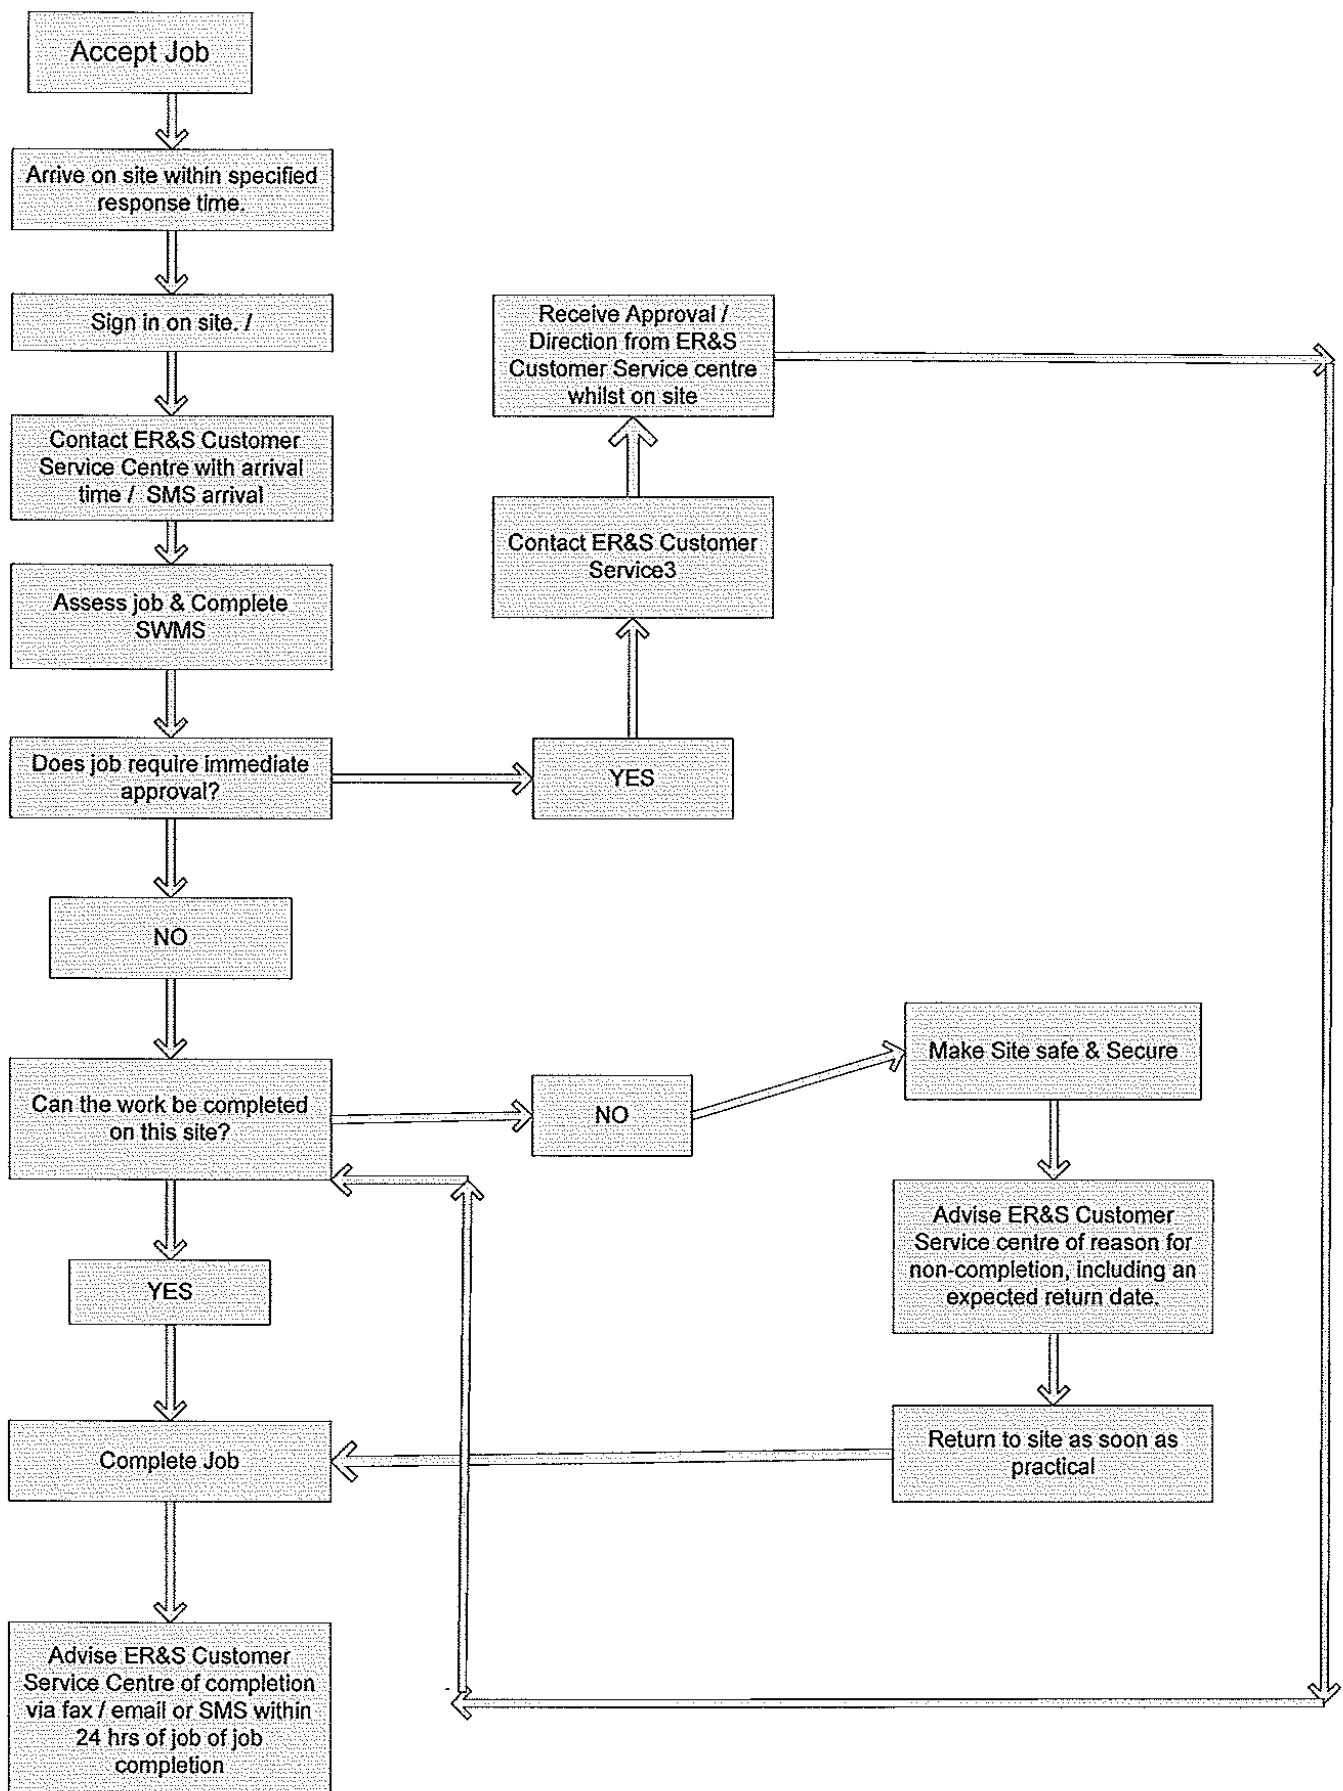 Accept Job
Arrive on site within specified
response time.
Sign in on site. /
Contact ER&S Customer
Service Centre with arrival
time / SMS arrival
Assess job & Complete
SWMS
Does job require immediate
approval?
YES
Contact ER&S Customer
Service3
Receive Approval /
Direction from ER&S
Customer Service centre
whilst on site
NO
Can the work be completed
on this site?
NO
Make Site safe & Secure
Advise ER&S Customer
Service centre of reason for
non-completion, including an
expected return date.
Return to site as soon as
practical
YES
Complete Job
Advise ER&S Customer
Service Centre of completion
via fax / email or SMS within
24 hrs of job of job
completion